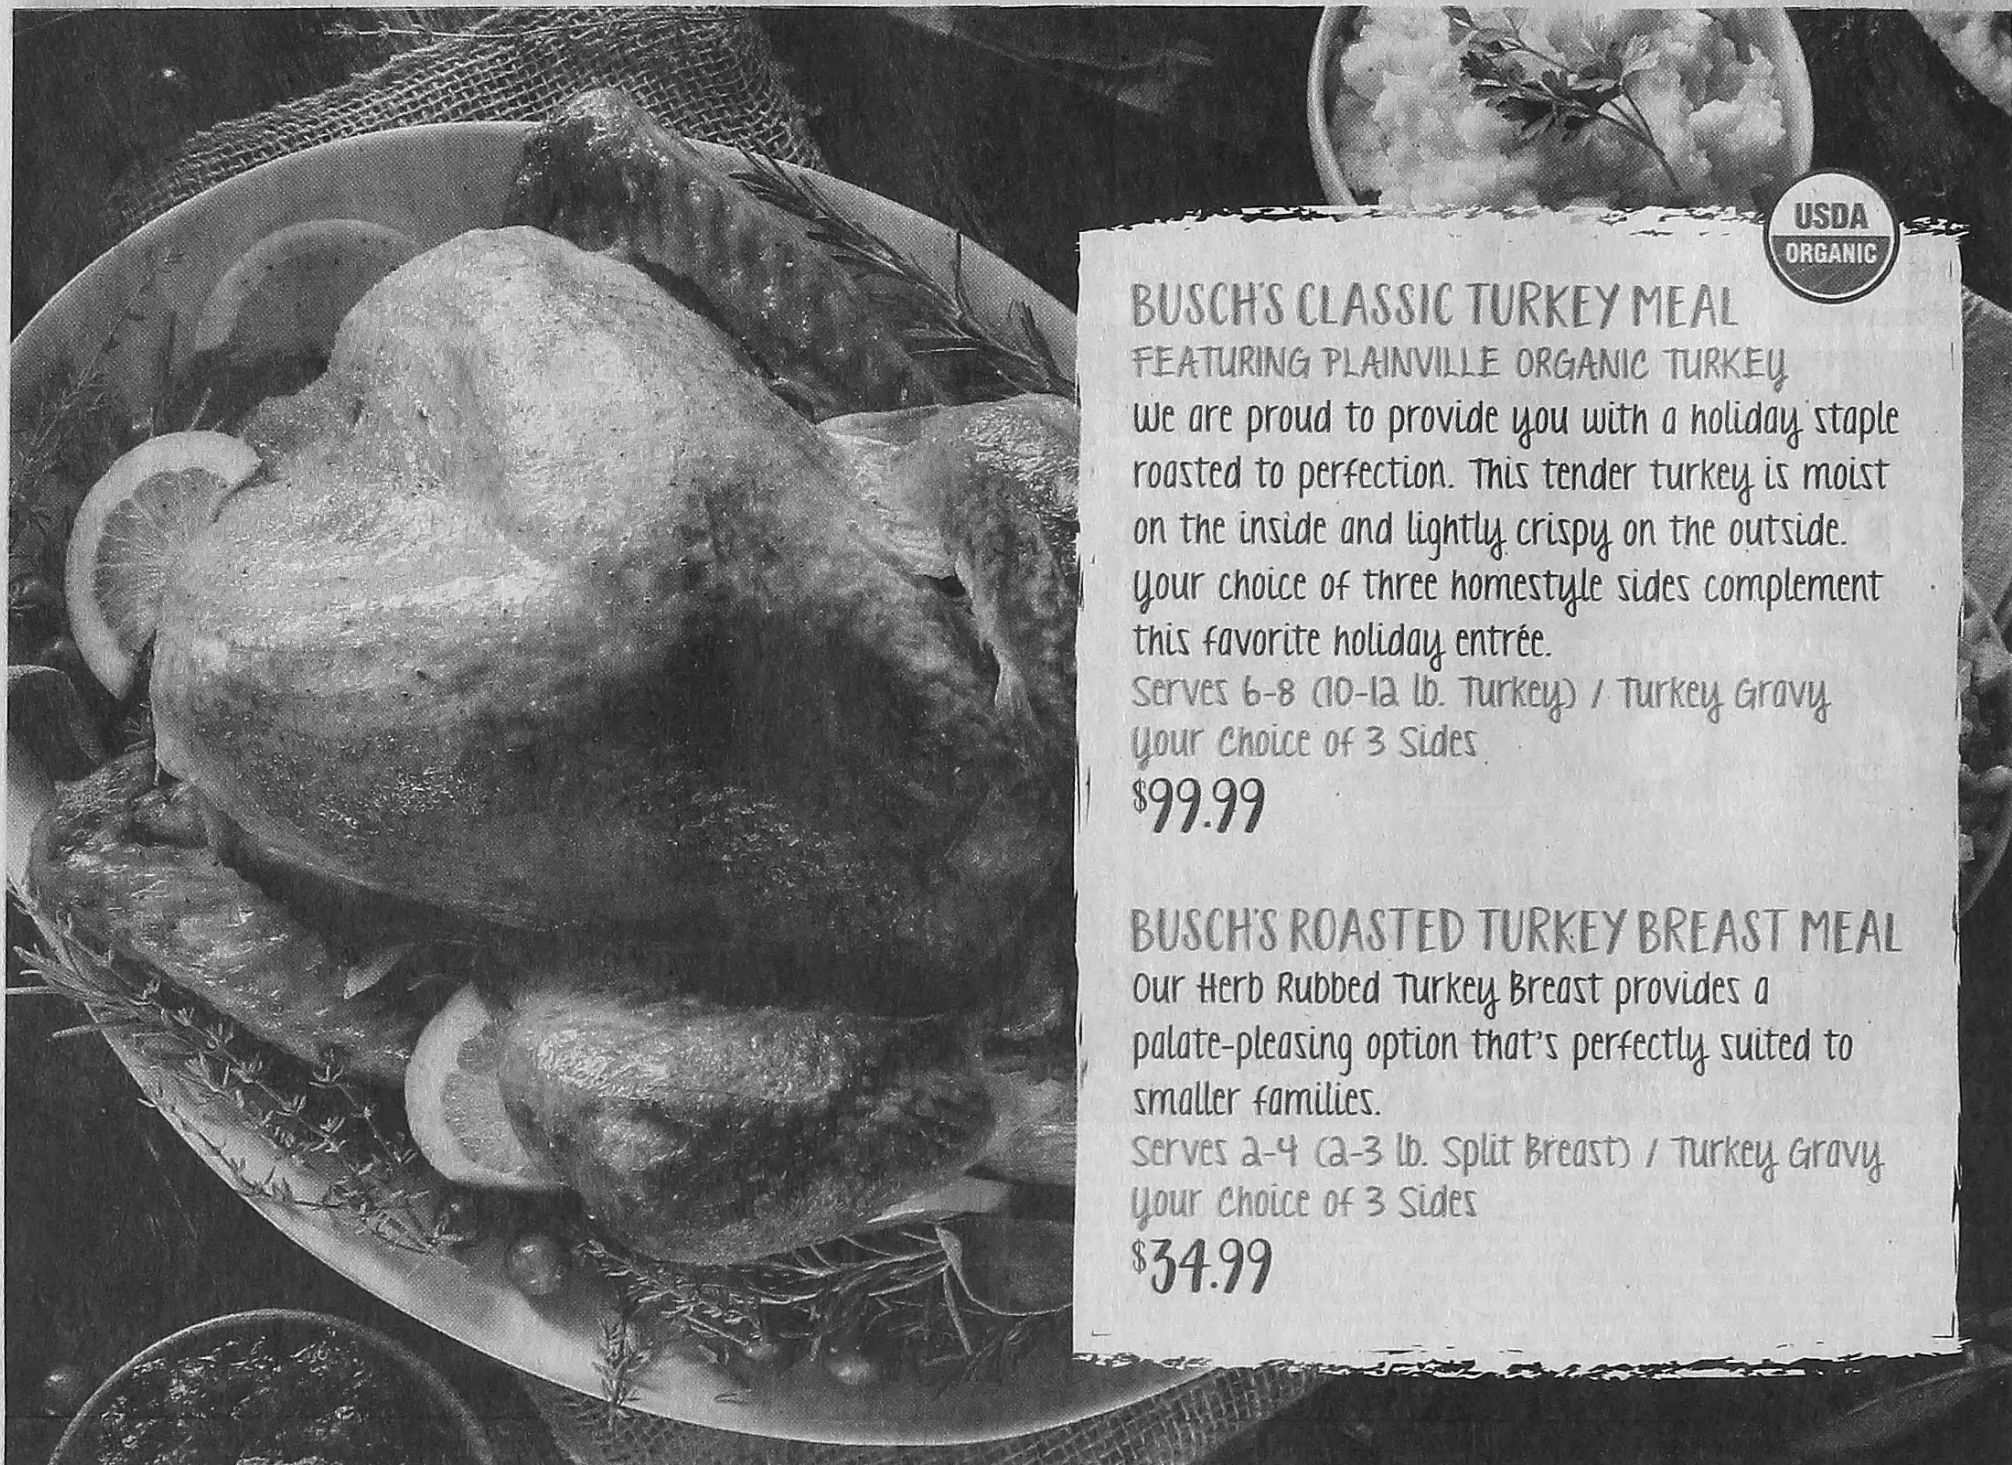 USDA
ORGANIC
BUSCH'S CLASSIC TURKEY MEAL
FEATURING PLAINVILLE ORGANIC TURKEY
We are proud to provide you with a holiday staple
roasted to perfection. This tender turkey is moist
on the inside and lightly crispy on the outside.
Your choice of three homestyle sides complement
this favorite holiday entrée.
Serves 6-8 (10-12 lb. Turkey) / Turkey Gravy
Your Choice of 3 Sides
$99.99
BUSCH'S ROASTED TURKEY BREAST MEAL
Our Herb Rubbed Turkey Breast provides a
palate-pleasing option that's perfectly suited to
smaller families.
Serves 2-4 (2-3 lb. Split Breast) / Turkey Gravy
Your Choice of 3 Sides
$34.99